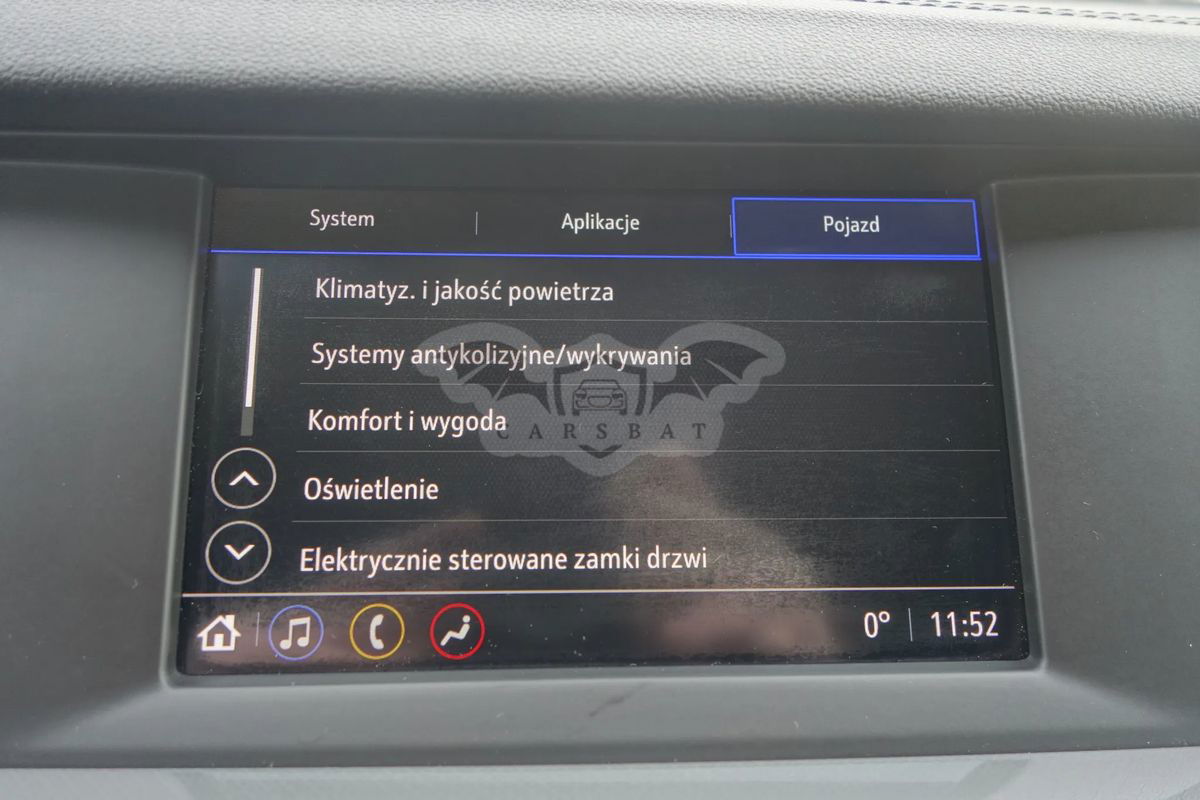 System
Aplikacje
Pojazd
Klimatyz. i jakość powietrza
Systemy antykolizyjne/wykrywania
Komfort i wygoda
CARSBAT
Oświetlenie
Elektrycznie sterowane zamki drzwi
0° 11:52